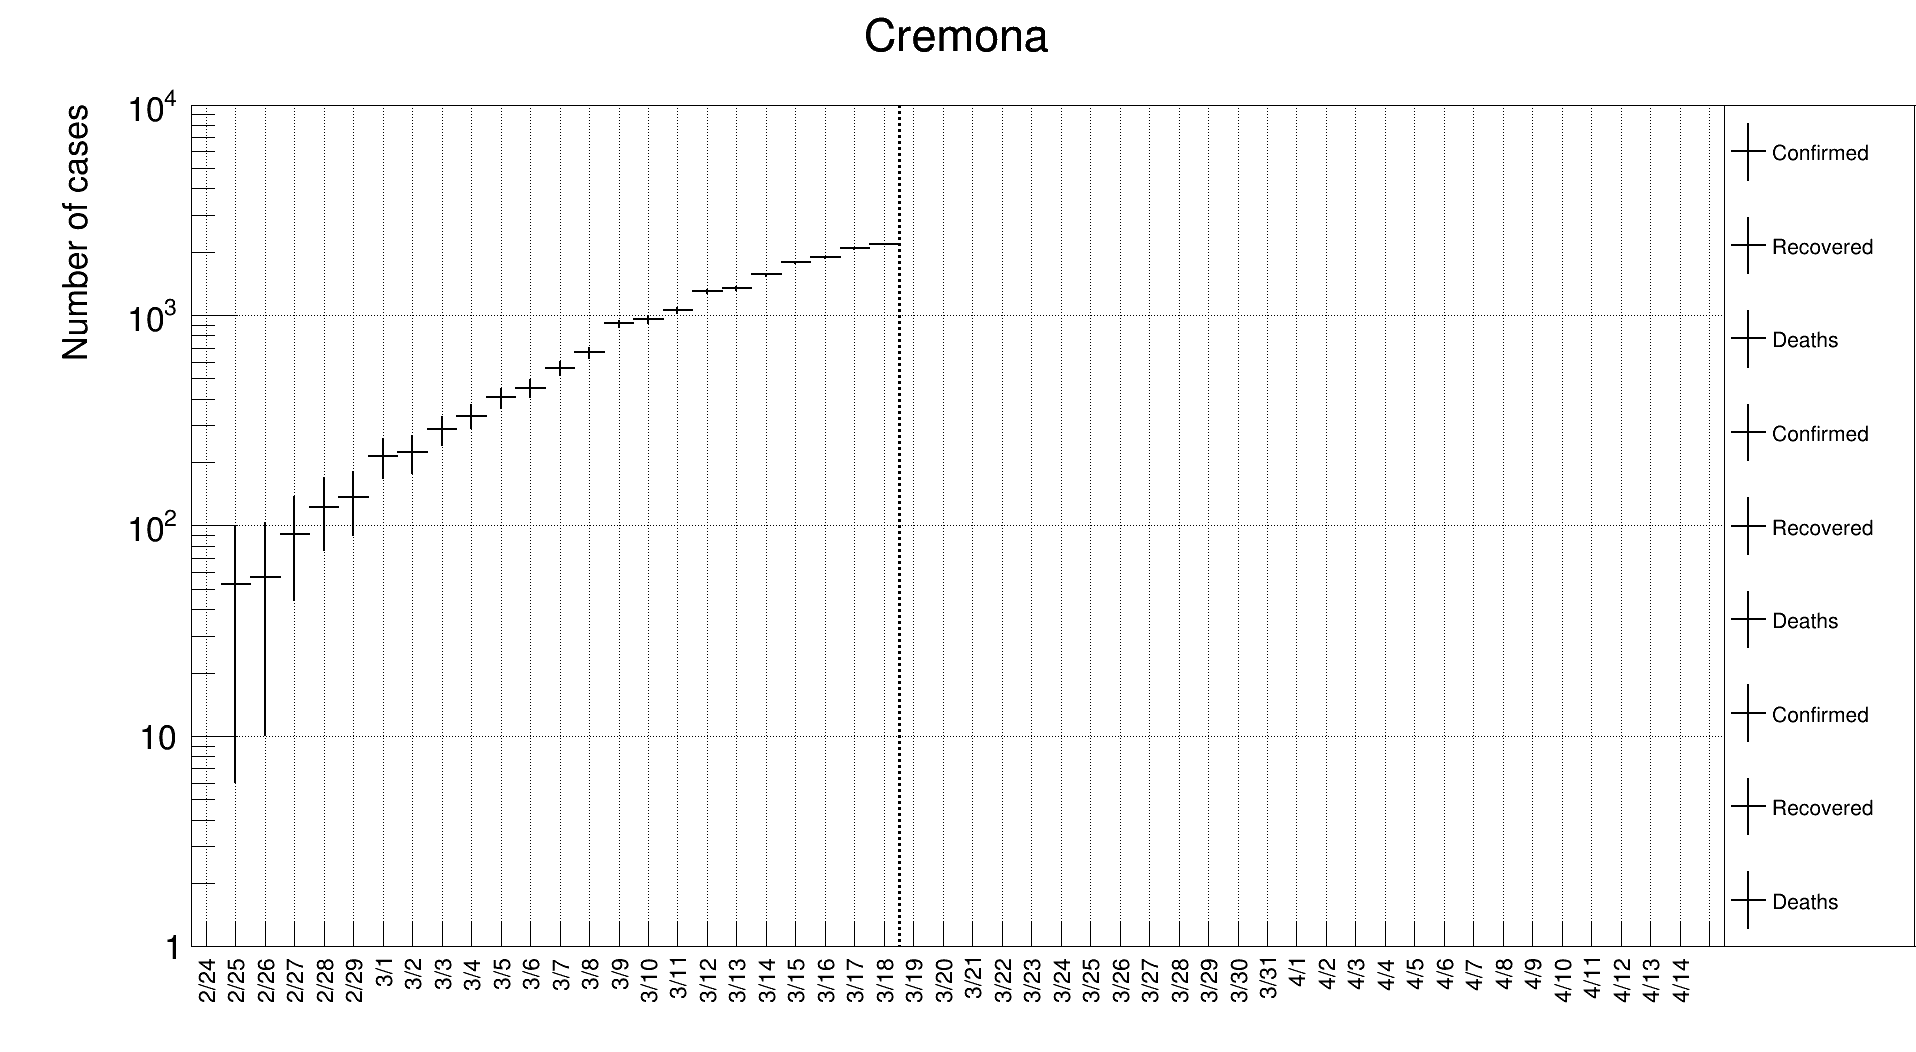 Cremona
Number of cases
10^4
10^3
10^2
10
1
2/24 2/25 2/26 2/27 2/28 2/29 3/1 3/2 3/3 3/4 3/5 3/6 3/7 3/8 3/9 3/10 3/11 3/12 3/13 3/14 3/15 3/16 3/17 3/18 3/19 3/20 3/21 3/22 3/23 3/24 3/25 3/26 3/27 3/28 3/29 3/30 3/31 4/1 4/2 4/3 4/4 4/5 4/6 4/7 4/8 4/9 4/10 4/11 4/12 4/13 4/14
Confirmed
Recovered
Deaths
Confirmed
Recovered
Deaths
Confirmed
Recovered
Deaths